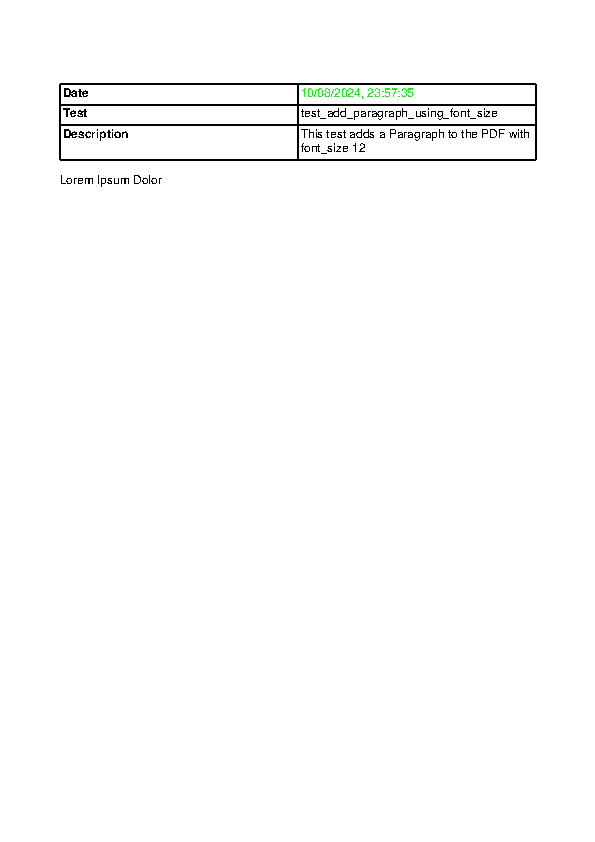 Date 10/08/2024, 23:57:35
Test test_add_paragraph_using_font_size
Description This test adds a Paragraph to the PDF with
font_size 12
Lorem Ipsum Dolor